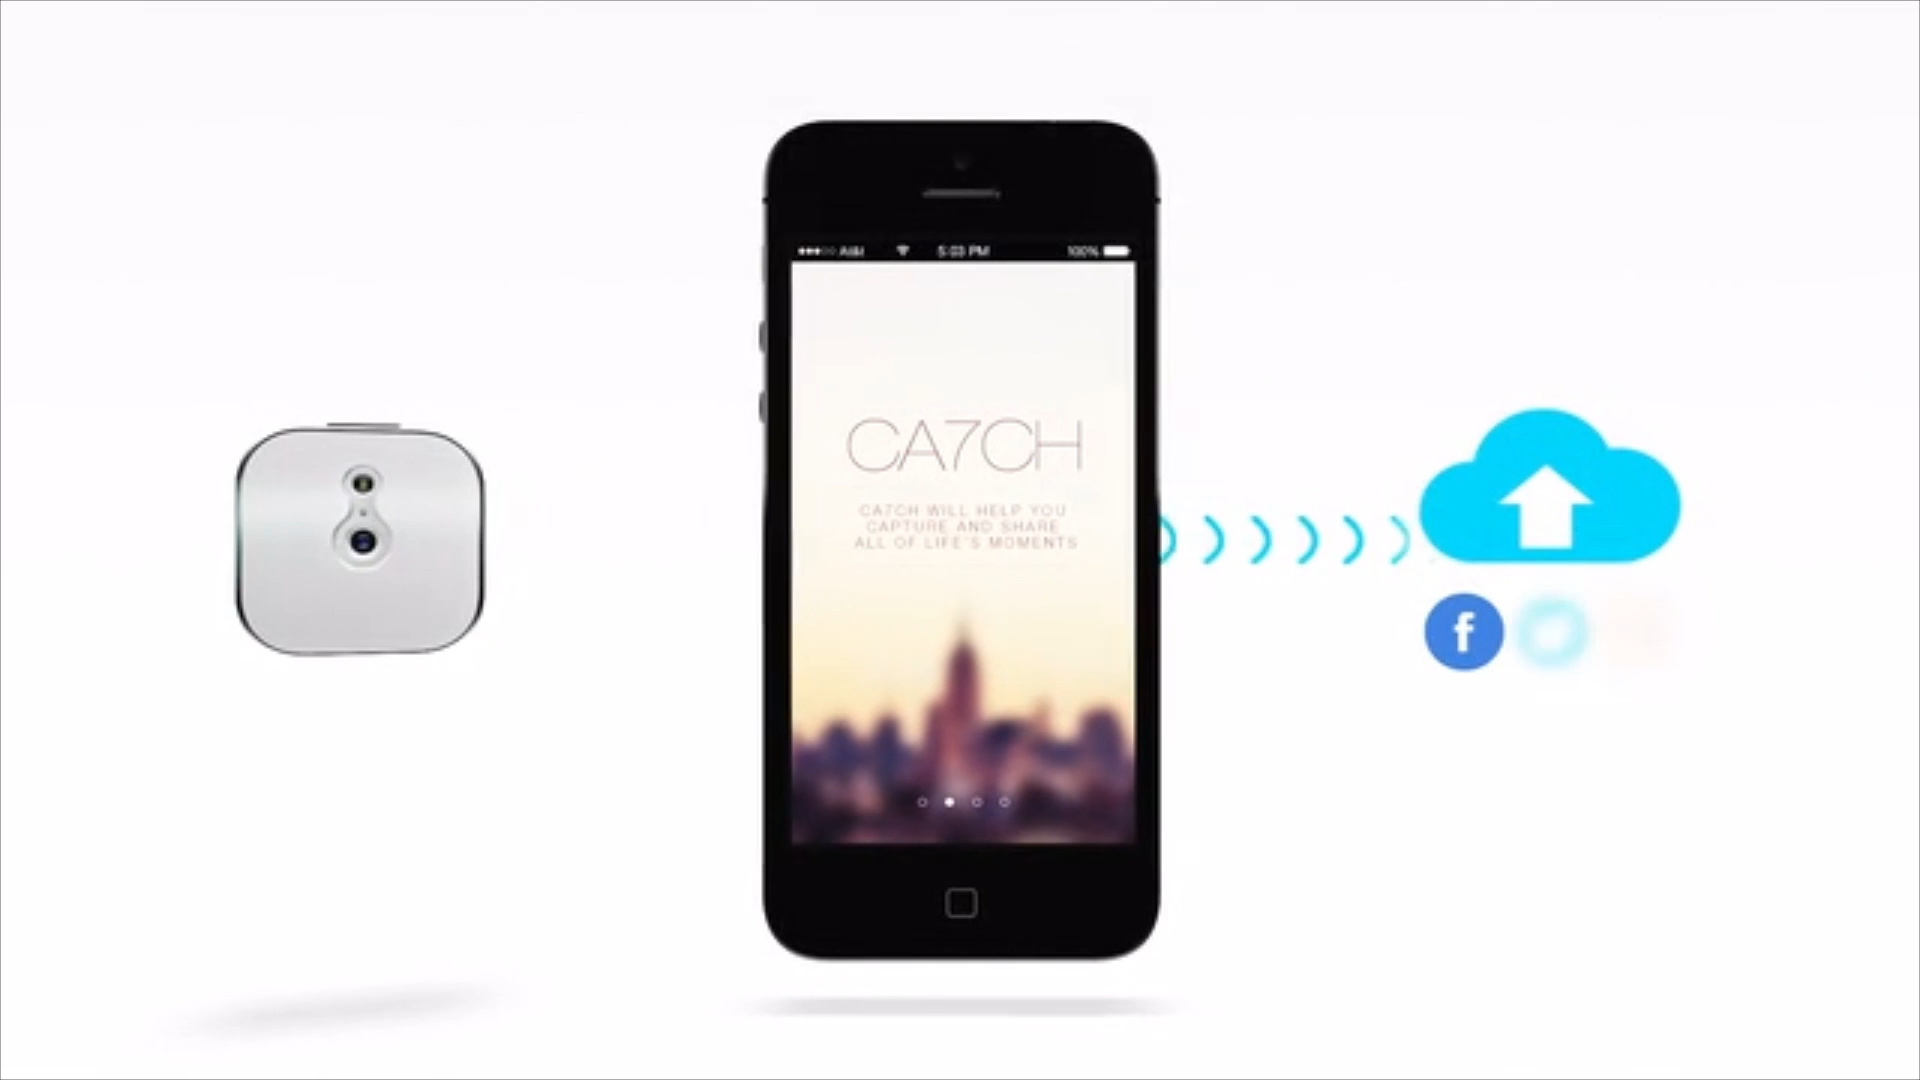 5:03 PM
100%
CA7CH
CA7CH WILL HELP YOU
CAPTURE AND SHARE
ALL OF LIFE'S MOMENTS
f